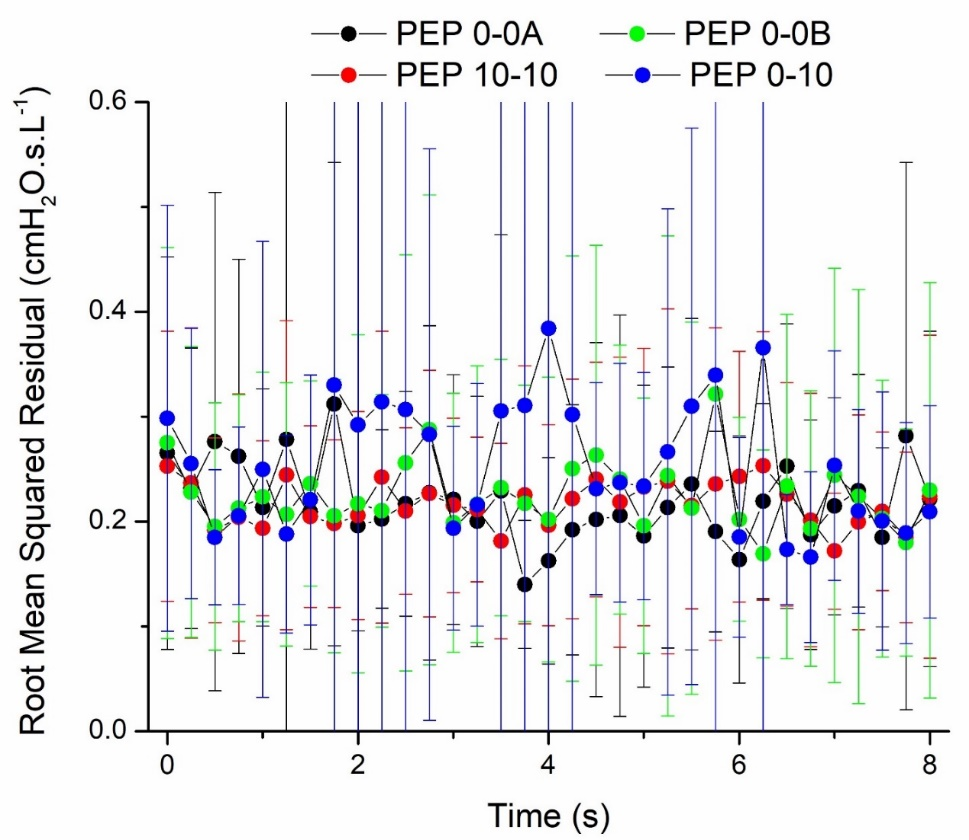 PEP 0-0A PEP 0-0B
PEP 10-10 PEP 0-10
Root Mean Squared Residual (cmH₂O.s.L⁻¹)
0.6
0.4
0.2
0.0
0 2 4 6 8
Time (s)